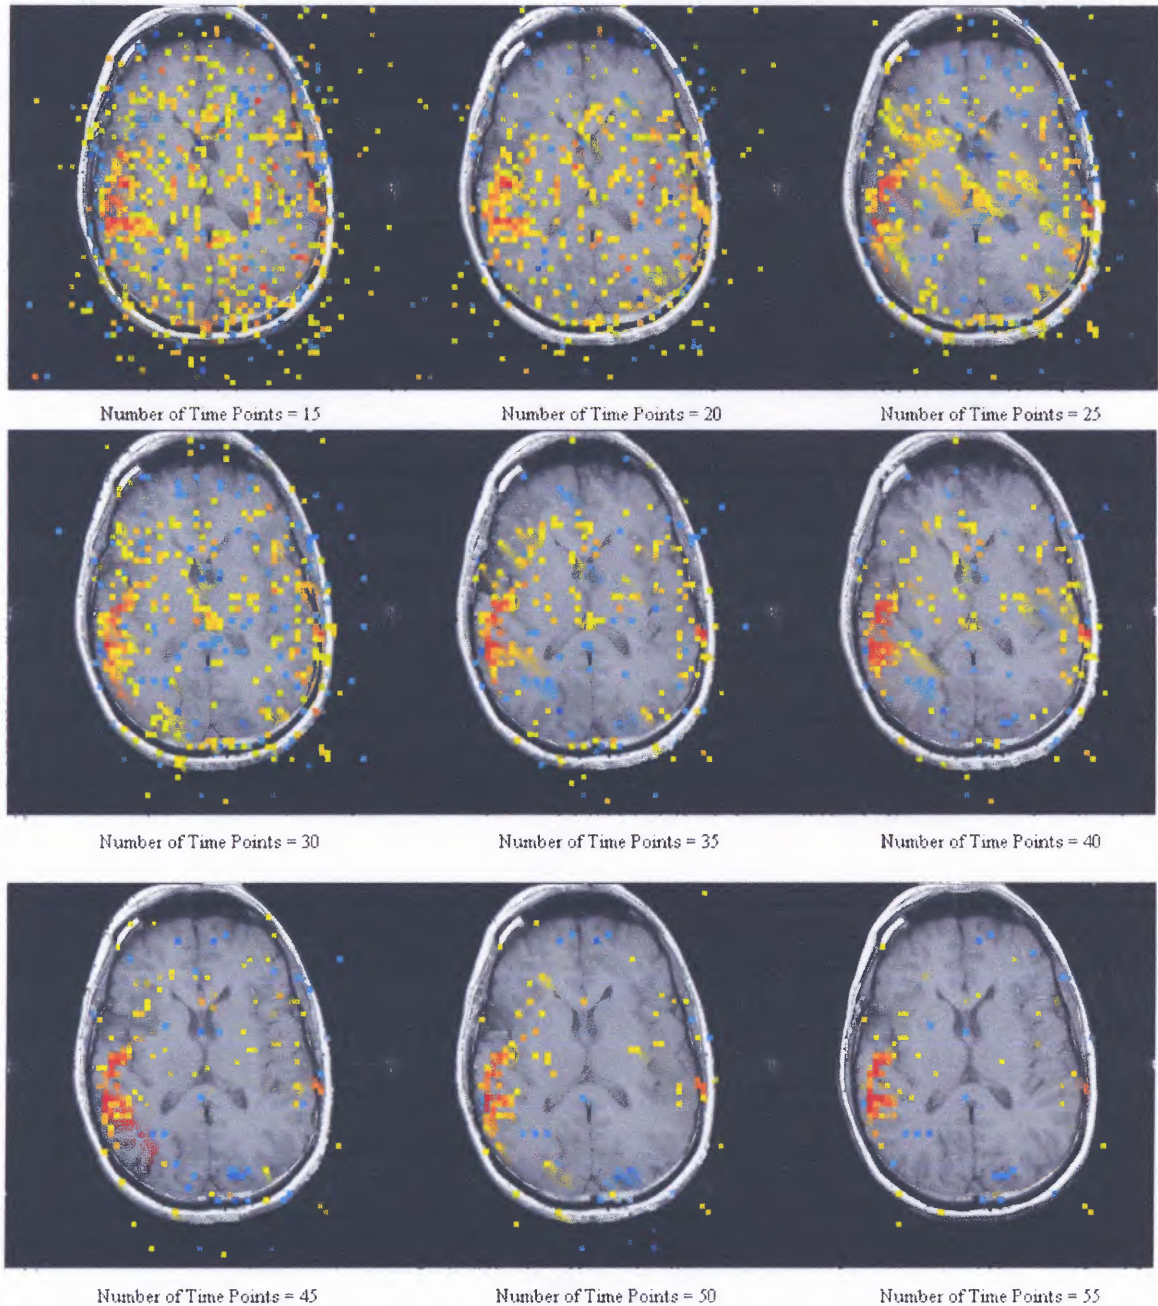 Number of Time Points = 15
Number of Time Points = 20
Number of Time Points = 25
Number of Time Points = 30
Number of Time Points = 35
Number of Time Points = 40
Number of Time Points = 45
Number of Time Points = 50
Number of Time Points = 55